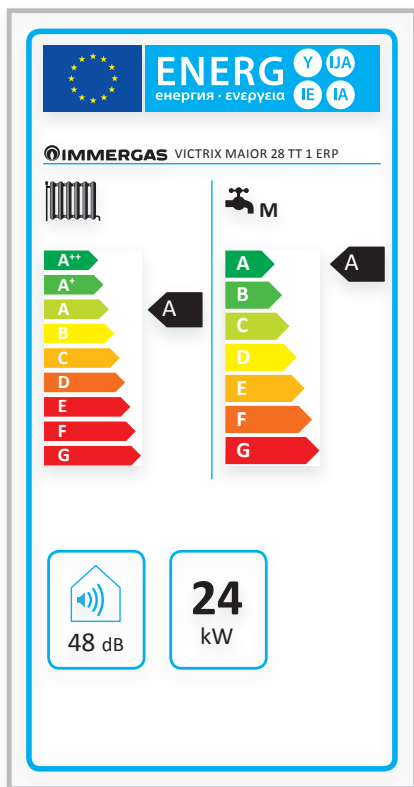 ENERG Y IJA
енергия · ενεργεια IE IA
IMMERGAS VICTRIX MAIOR 28 TT 1 ERP
M
A++
A+
A
B
C
D
E
F
G
A
A
B
C
D
E
F
G
A
48 dB
24
kW